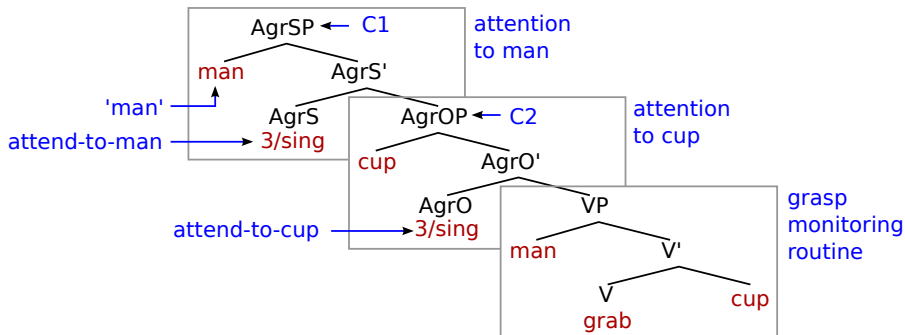 AgrSP
C1
attention
to man
man
AgrS'
'man'
AgrS
AgrOP
C2
attention
to cup
attend-to-man
3/sing
cup
AgrO'
AgrO
VP
grasp
monitoring
routine
attend-to-cup
3/sing
man
V'
V
cup
grab